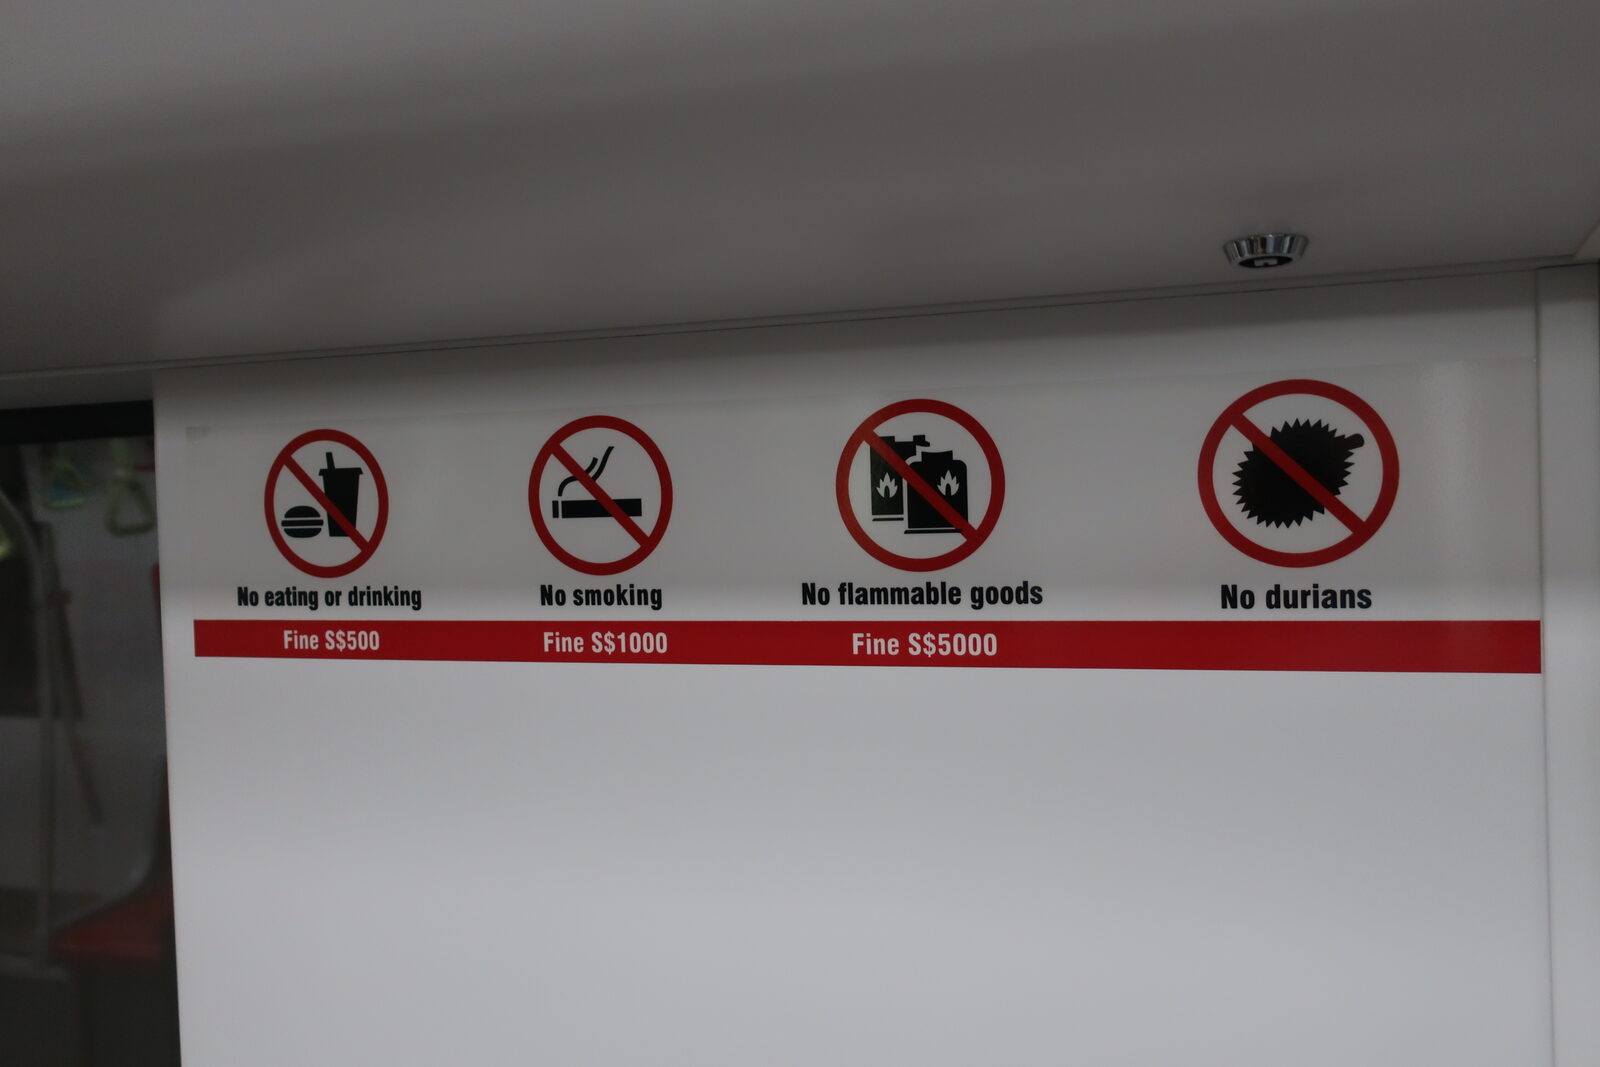 No eating or drinking
Fine S$500
No smoking
Fine S$1000
No flammable goods
Fine S$5000
No durians